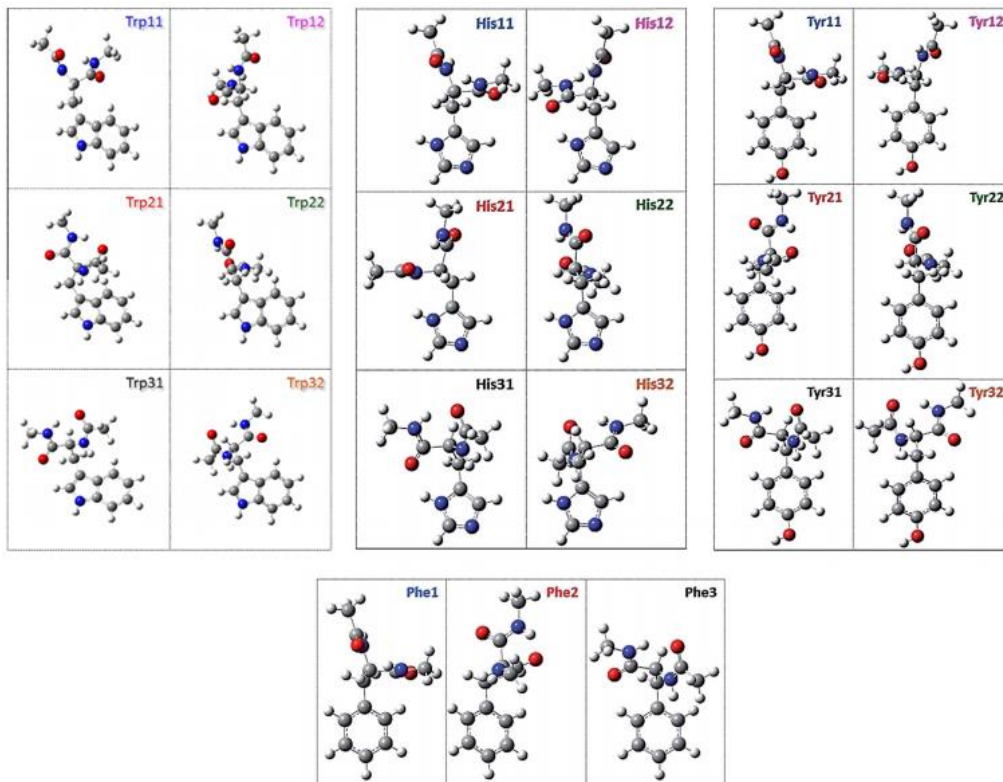 Trp11 Trp12
Trp21 Trp22
Trp31 Trp32
His11 His12
His21 His22
His31 His32
Tyr11 Tyr12
Tyr21 Tyr22
Tyr31 Tyr32
Phe1 Phe2 Phe3